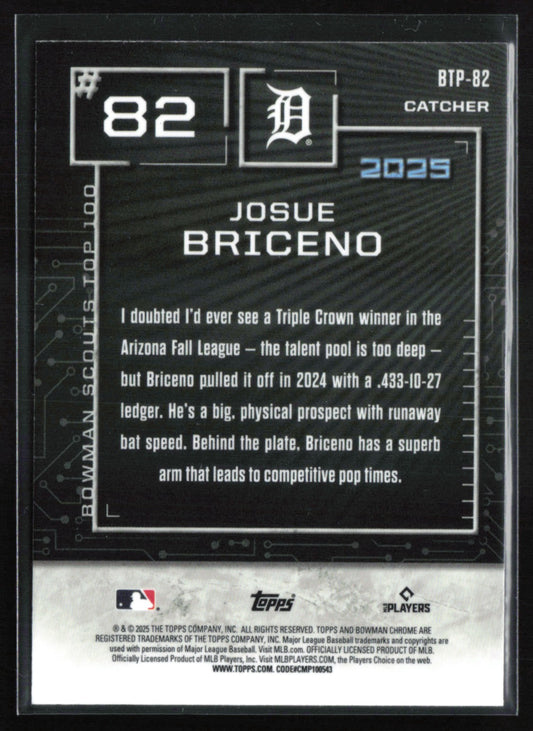 #82
D
BTP-82
CATCHER
2025
BOWMAN SCOUTS TOP 100
JOSUE
BRICENO
I doubted I'd ever see a Triple Crown winner in the
Arizona Fall League – the talent pool is too deep –
but Briceno pulled it off in 2024 with a .433-10-27
ledger. He's a big, physical prospect with runaway
bat speed. Behind the plate, Briceno has a superb
arm that leads to competitive pop times.
topps
MLB PLAYERS
® & © 2025 THE TOPPS COMPANY, INC. ALL RIGHTS RESERVED. TOPPS AND BOWMAN CHROME ARE
REGISTERED TRADEMARKS OF THE TOPPS COMPANY, INC. Major League Baseball trademarks and copyrights are
used with permission of Major League Baseball. Visit MLB.com. OFFICIALLY LICENSED PRODUCT OF MLB.
Officially Licensed Product of MLB Players, Inc. Visit MLBPLAYERS.COM, the Players Choice on the web.
WWW.TOPPS.COM. CODE#CMP100543